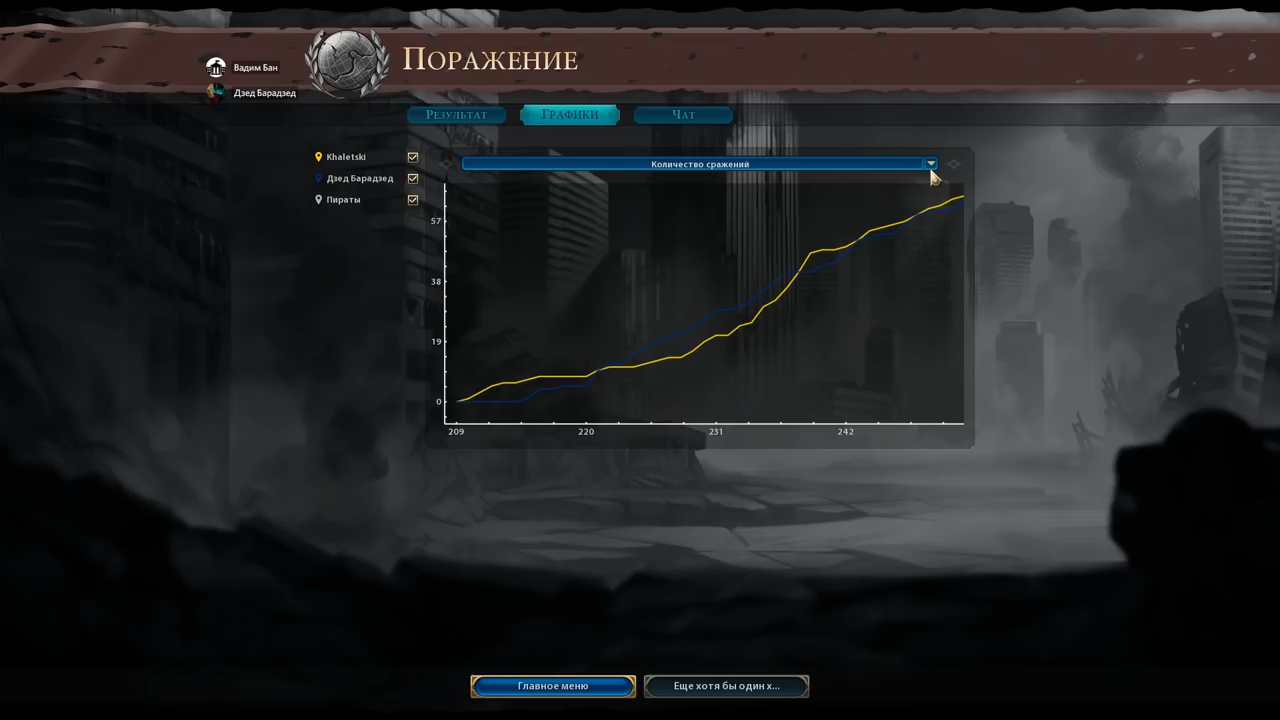 Поражение
Вадим Бан
Дзед Барадзед
Результат
Графики
Чат
Khaletski
Дзед Барадзед
Пираты
Количество сражений
57
38
19
0
209 220 231 242
Главное меню
Еще хотя бы один х...